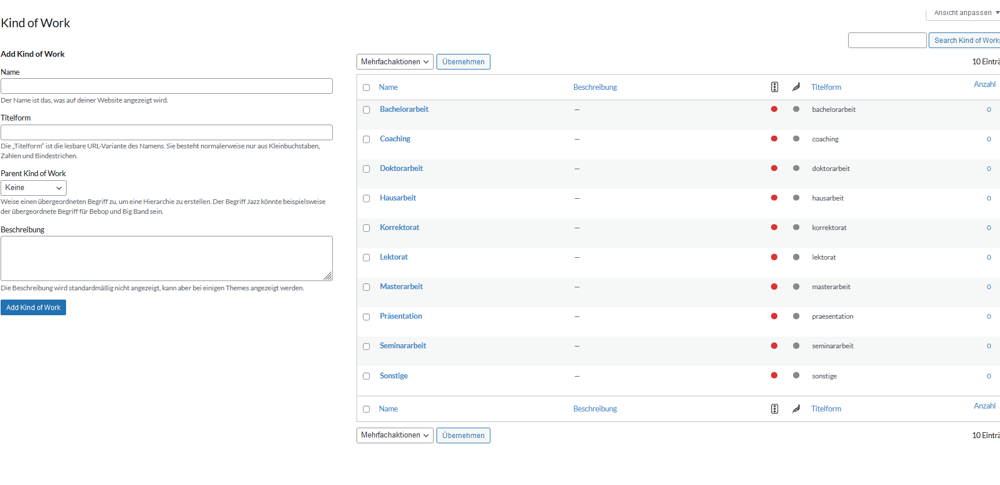 Ansicht anpassen
Kind of Work
Search Kind of Works
Add Kind of Work
Name
Der Name ist das, was auf deiner Website angezeigt wird.
Titelform
Die „Titelform“ ist die lesbare URL-Variante des Namens. Sie besteht normalerweise nur aus Kleinbuchstaben,
Zahlen und Bindestrichen.
Parent Kind of Work
Keine
Weise einen übergeordneten Begriff zu, um eine Hierarchie zu erstellen. Der Begriff Jazz könnte beispielsweise
der übergeordnete Begriff für Bebop und Big Band sein.
Beschreibung
Die Beschreibung wird standardmäßig nicht angezeigt, kann aber bei einigen Themes angezeigt werden.
Add Kind of Work
Mehrfachaktionen Übernehmen 10 Einträ
Name Beschreibung Titelform Anzahl
Bachelorarbeit — bachelorarbeit 0
Coaching — coaching 0
Doktorarbeit — doktorarbeit 0
Hausarbeit — hausarbeit 0
Korrektorat — korrektorat 0
Lektorat — lektorat 0
Masterarbeit — masterarbeit 0
Präsentation — praesentation 0
Seminararbeit — seminararbeit 0
Sonstige — sonstige 0
Name Beschreibung Titelform Anzahl
Mehrfachaktionen Übernehmen 10 Einträ